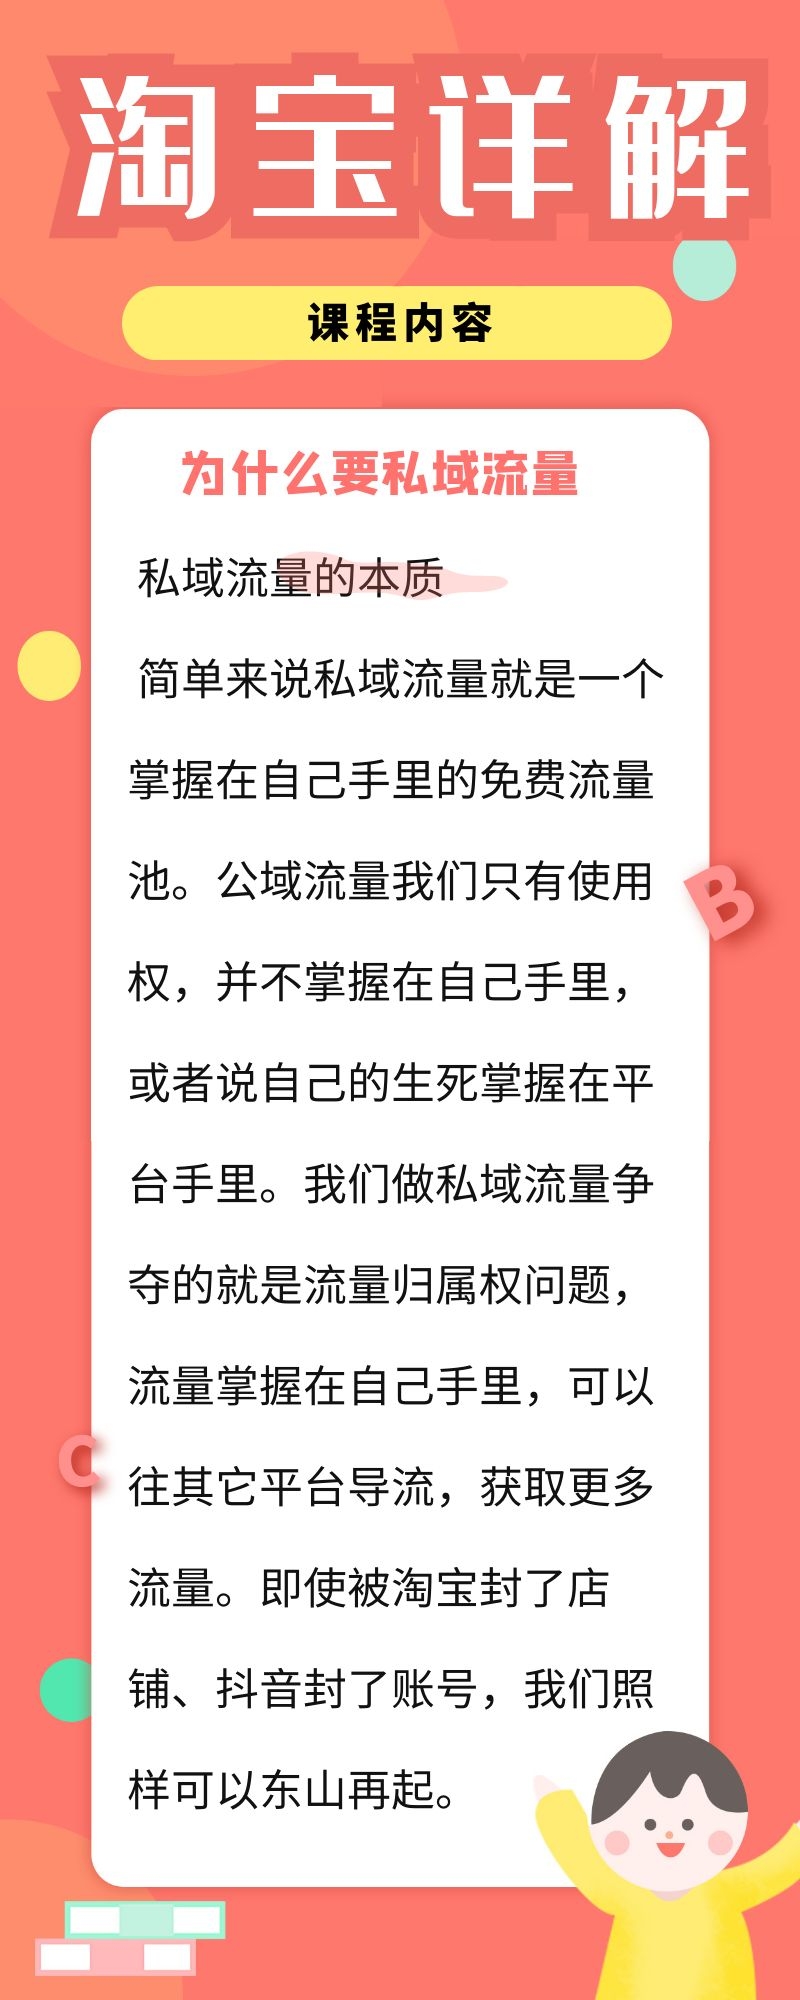 淘宝详解
课程内容
为什么要私域流量
私域流量的本质
简单来说私域流量就是一个
掌握在自己手里的免费流量
池。公域流量我们只有使用
权，并不掌握在自己手里，
或者说自己的生死掌握在平
台手里。我们做私域流量争
夺的就是流量归属权问题，
流量掌握在自己手里，可以
往其它平台导流，获取更多
流量。即使被淘宝封了店
铺、抖音封了账号，我们照
样可以东山再起。
B
C